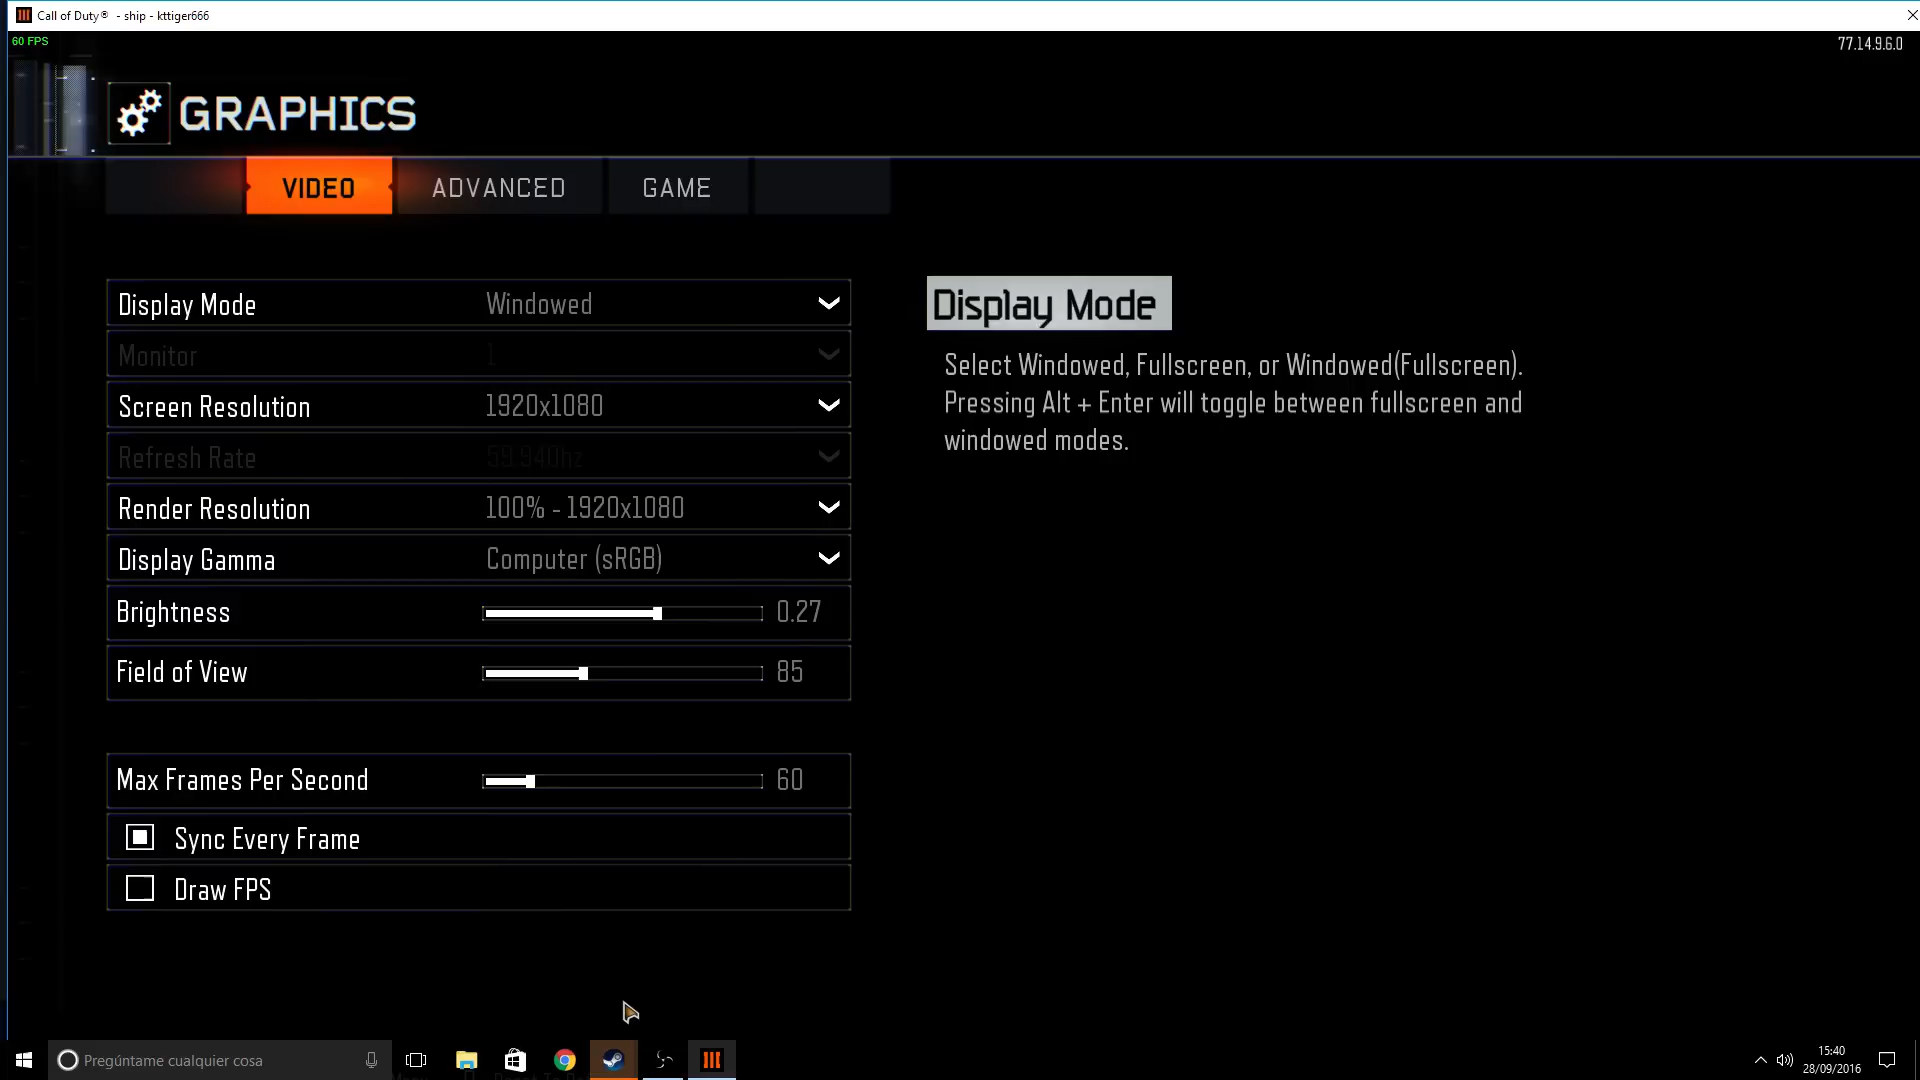 Call of Duty® - ship - kttiger666
60 FPS
77.14.9.6.0
GRAPHICS
VIDEO
ADVANCED
GAME
Display Mode Windowed
Monitor 1
Screen Resolution 1920x1080
Refresh Rate 59.940hz
Render Resolution 100% - 1920x1080
Display Gamma Computer (sRGB)
Brightness 0.27
Field of View 85
Max Frames Per Second 60
Sync Every Frame
Draw FPS
Display Mode
Select Windowed, Fullscreen, or Windowed(Fullscreen).
Pressing Alt + Enter will toggle between fullscreen and
windowed modes.
Pregúntame cualquier cosa
15:40
28/09/2016